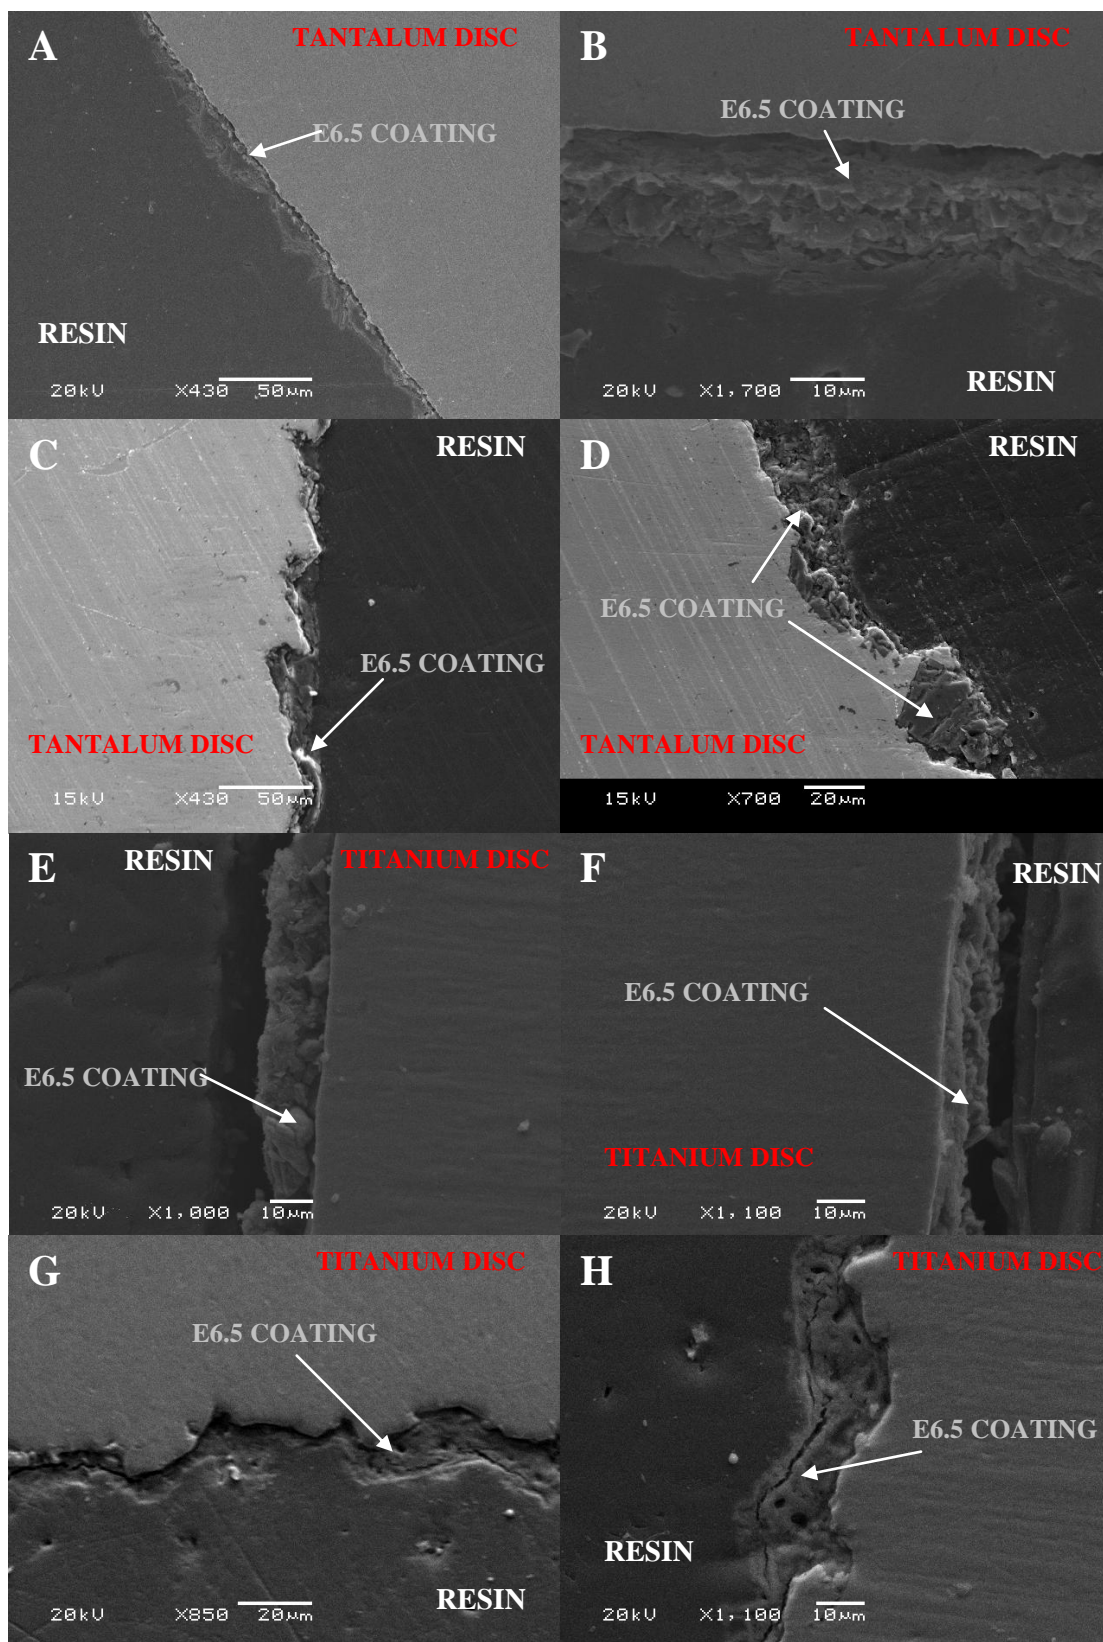 A
TANTALUM DISC
E6.5 COATING
RESIN
20kV X430 50µm
B
TANTALUM DISC
E6.5 COATING
RESIN
20kV X1,700 10µm
C
RESIN
E6.5 COATING
TANTALUM DISC
15kV X430 50µm
D
RESIN
E6.5 COATING
TANTALUM DISC
15kV X700 20µm
E
RESIN
TITANIUM DISC
E6.5 COATING
20kV X1,000 10µm
F
RESIN
E6.5 COATING
TITANIUM DISC
20kV X1,100 10µm
G
TITANIUM DISC
E6.5 COATING
RESIN
20kV X850 20µm
H
TITANIUM DISC
E6.5 COATING
RESIN
20kV X1,100 10µm